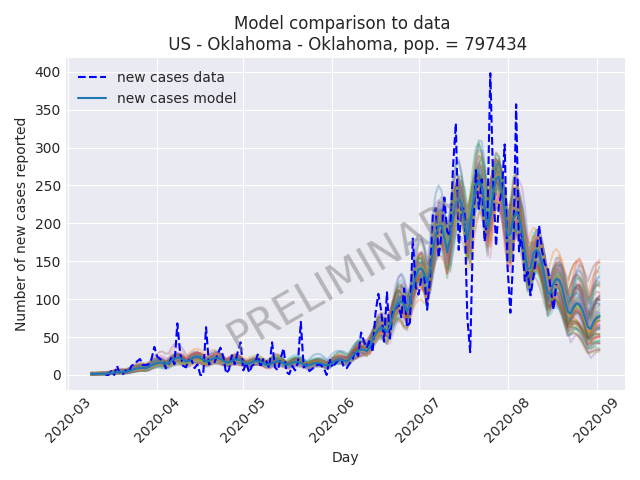 Model comparison to data
US - Oklahoma - Oklahoma, pop. = 797434
new cases data
new cases model
PRELIMINAR
Number of new cases reported
400
350
300
250
200
150
100
50
0
2020-03
2020-04
2020-05
2020-06
2020-07
2020-08
2020-09
Day